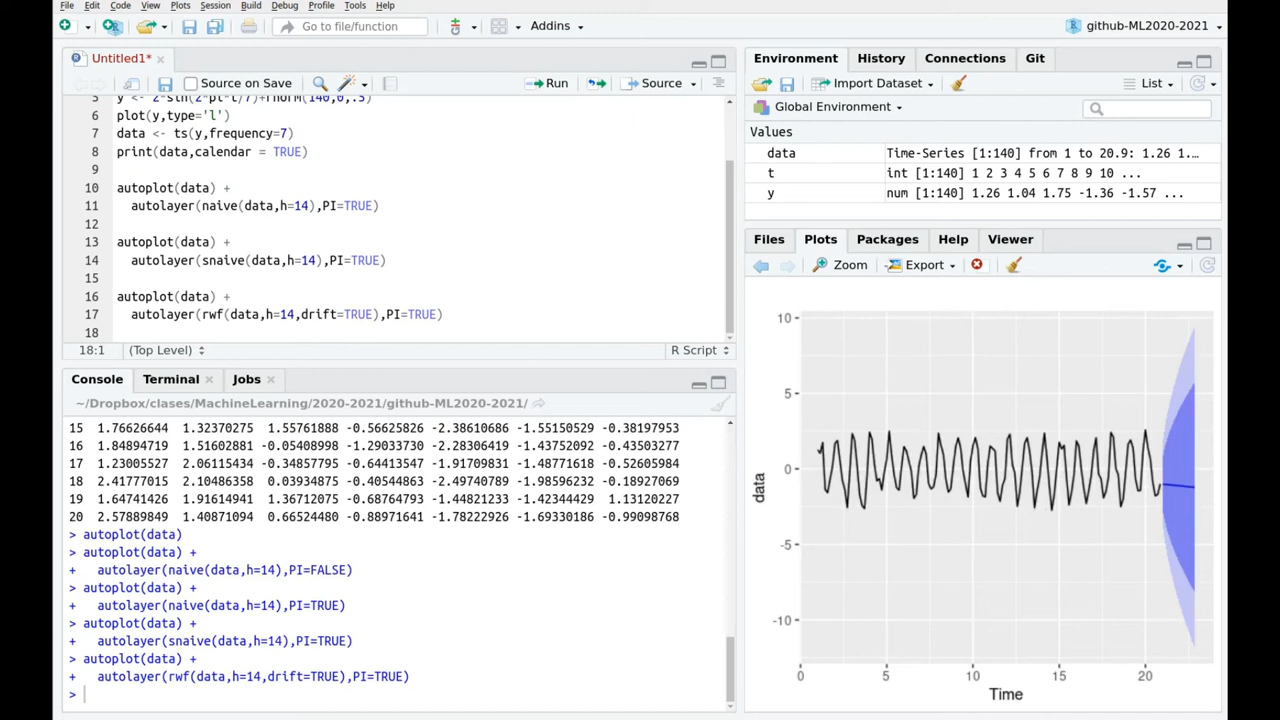 File Edit Code View Plots Session Build Debug Profile Tools Help
Go to file/function Addins github-ML2020-2021
Untitled1*
Source on Save Run Source
5 y <- 2*sin(2*pi*t/7)+rnorm(140,0,.5)
6 plot(y,type='l')
7 data <- ts(y,frequency=7)
8 print(data,calendar = TRUE)
9
10 autoplot(data) +
11 autolayer(naive(data,h=14),PI=TRUE)
12
13 autoplot(data) +
14 autolayer(snaive(data,h=14),PI=TRUE)
15
16 autoplot(data) +
17 autolayer(rwf(data,h=14,drift=TRUE),PI=TRUE)
18
18:1 (Top Level) R Script
Console Terminal Jobs
~/Dropbox/clases/MachineLearning/2020-2021/github-ML2020-2021/
15 1.76626644 1.32370275 1.55761888 -0.56625826 -2.38610686 -1.55150529 -0.38197953
16 1.84894719 1.51602881 -0.05408998 -1.29033730 -2.28306419 -1.43752092 -0.43503277
17 1.23005527 2.06115434 -0.34857795 -0.64413547 -1.91709831 -1.48771618 -0.52605984
18 2.41777015 2.10486358 0.03934875 -0.40465804 -2.49740789 -1.98256034 -0.18927069
19 1.64741426 1.91614941 1.36712075 -0.68764793 -1.44821233 -1.42344429 1.13120227
20 2.57889849 1.40871094 0.66524480 -0.88971641 -1.78222926 -1.69330186 -0.99098768
> autoplot(data)
> autoplot(data) +
+ autolayer(naive(data,h=14),PI=FALSE)
> autoplot(data) +
+ autolayer(naive(data,h=14),PI=TRUE)
> autoplot(data) +
+ autolayer(snaive(data,h=14),PI=TRUE)
> autoplot(data) +
+ autolayer(rwf(data,h=14,drift=TRUE),PI=TRUE)
>
Environment History Connections Git
Import Dataset List
Global Environment
Values
data Time-Series [1:140] from 1 to 20.9: 1.26 1.…
t int [1:140] 1 2 3 4 5 6 7 8 9 10 ...
y num [1:140] 1.26 1.04 1.75 -1.36 -1.57 ...
Files Plots Packages Help Viewer
Zoom Export
10
5
0
-5
-10
data
0 5 10 15 20
Time